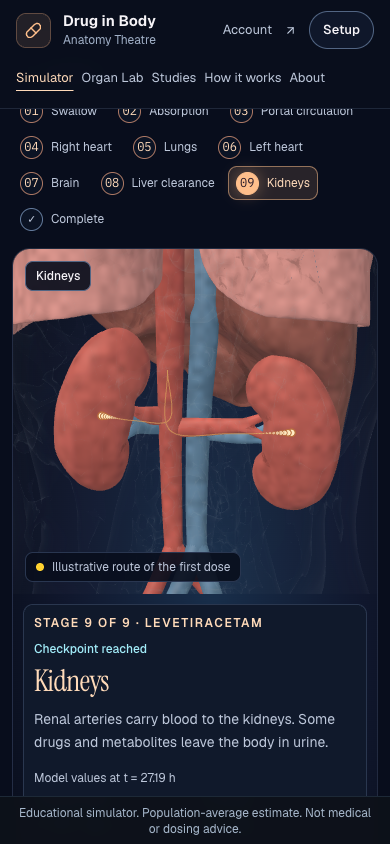 Drug in Body
Anatomy Theatre
Account ↗
Setup
Simulator Organ Lab Studies How it works About
01 Swallow 02 Absorption 03 Portal circulation
04 Right heart 05 Lungs 06 Left heart
07 Brain 08 Liver clearance 09 Kidneys
✓ Complete
Kidneys
Illustrative route of the first dose
STAGE 9 OF 9 · LEVETIRACETAM
Checkpoint reached
Kidneys
Renal arteries carry blood to the kidneys. Some
drugs and metabolites leave the body in urine.
Model values at t = 27.19 h
Educational simulator. Population-average estimate. Not medical
or dosing advice.